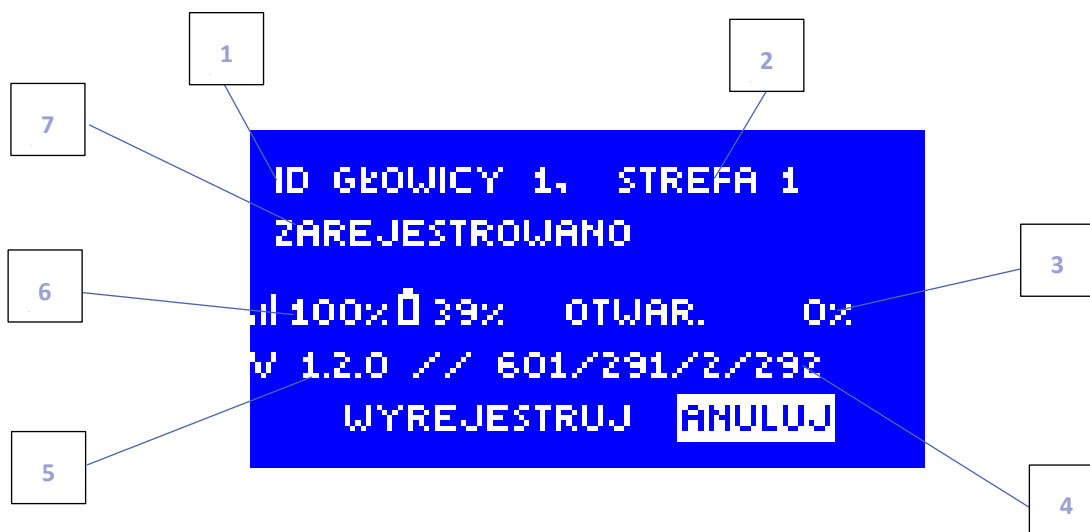 1
2
7
ID GŁOWICY 1, STREFA 1
ZAREJESTROWANO
6
3
100% 39% OTWAR. 0%
V 1.2.0 // 601/291/2/292
WYREJESTRUJ ANULUJ
5
4